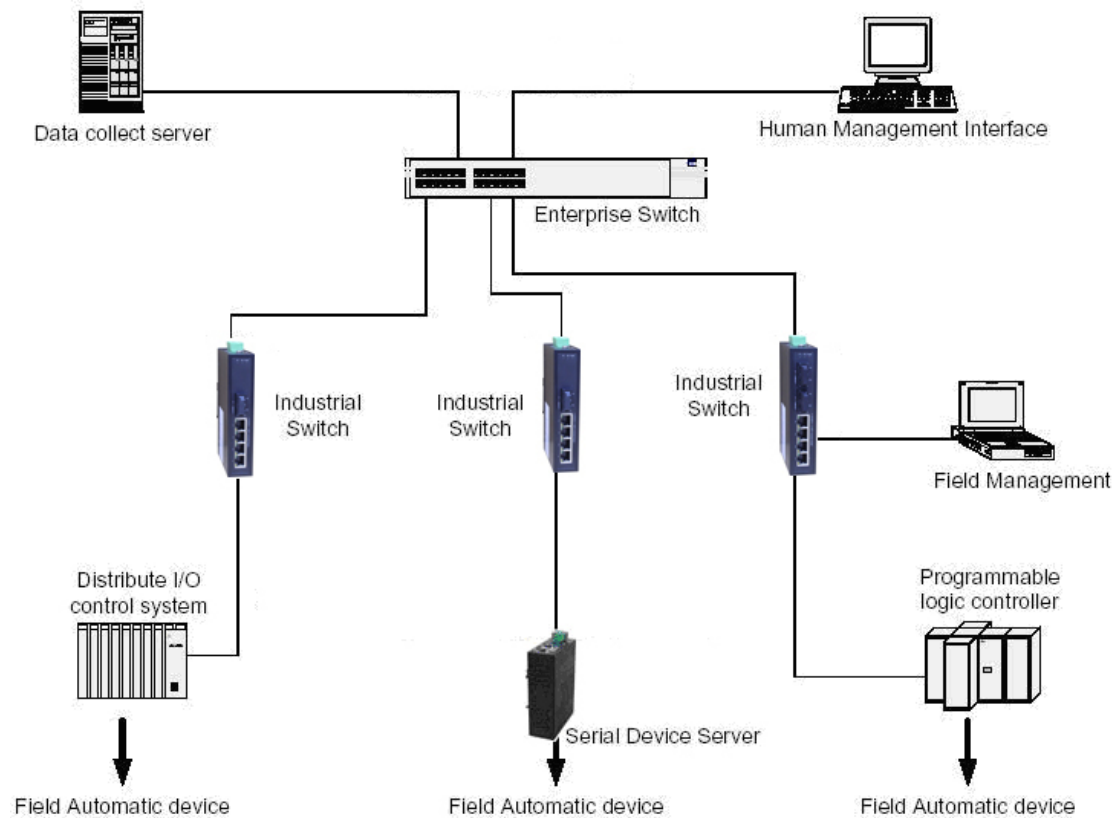 Data collect server
Human Management Interface
Enterprise Switch
Industrial
Switch
Industrial
Switch
Industrial
Switch
Field Management
Distribute I/O
control system
Programmable
logic controller
Serial Device Server
Field Automatic device
Field Automatic device
Field Automatic device